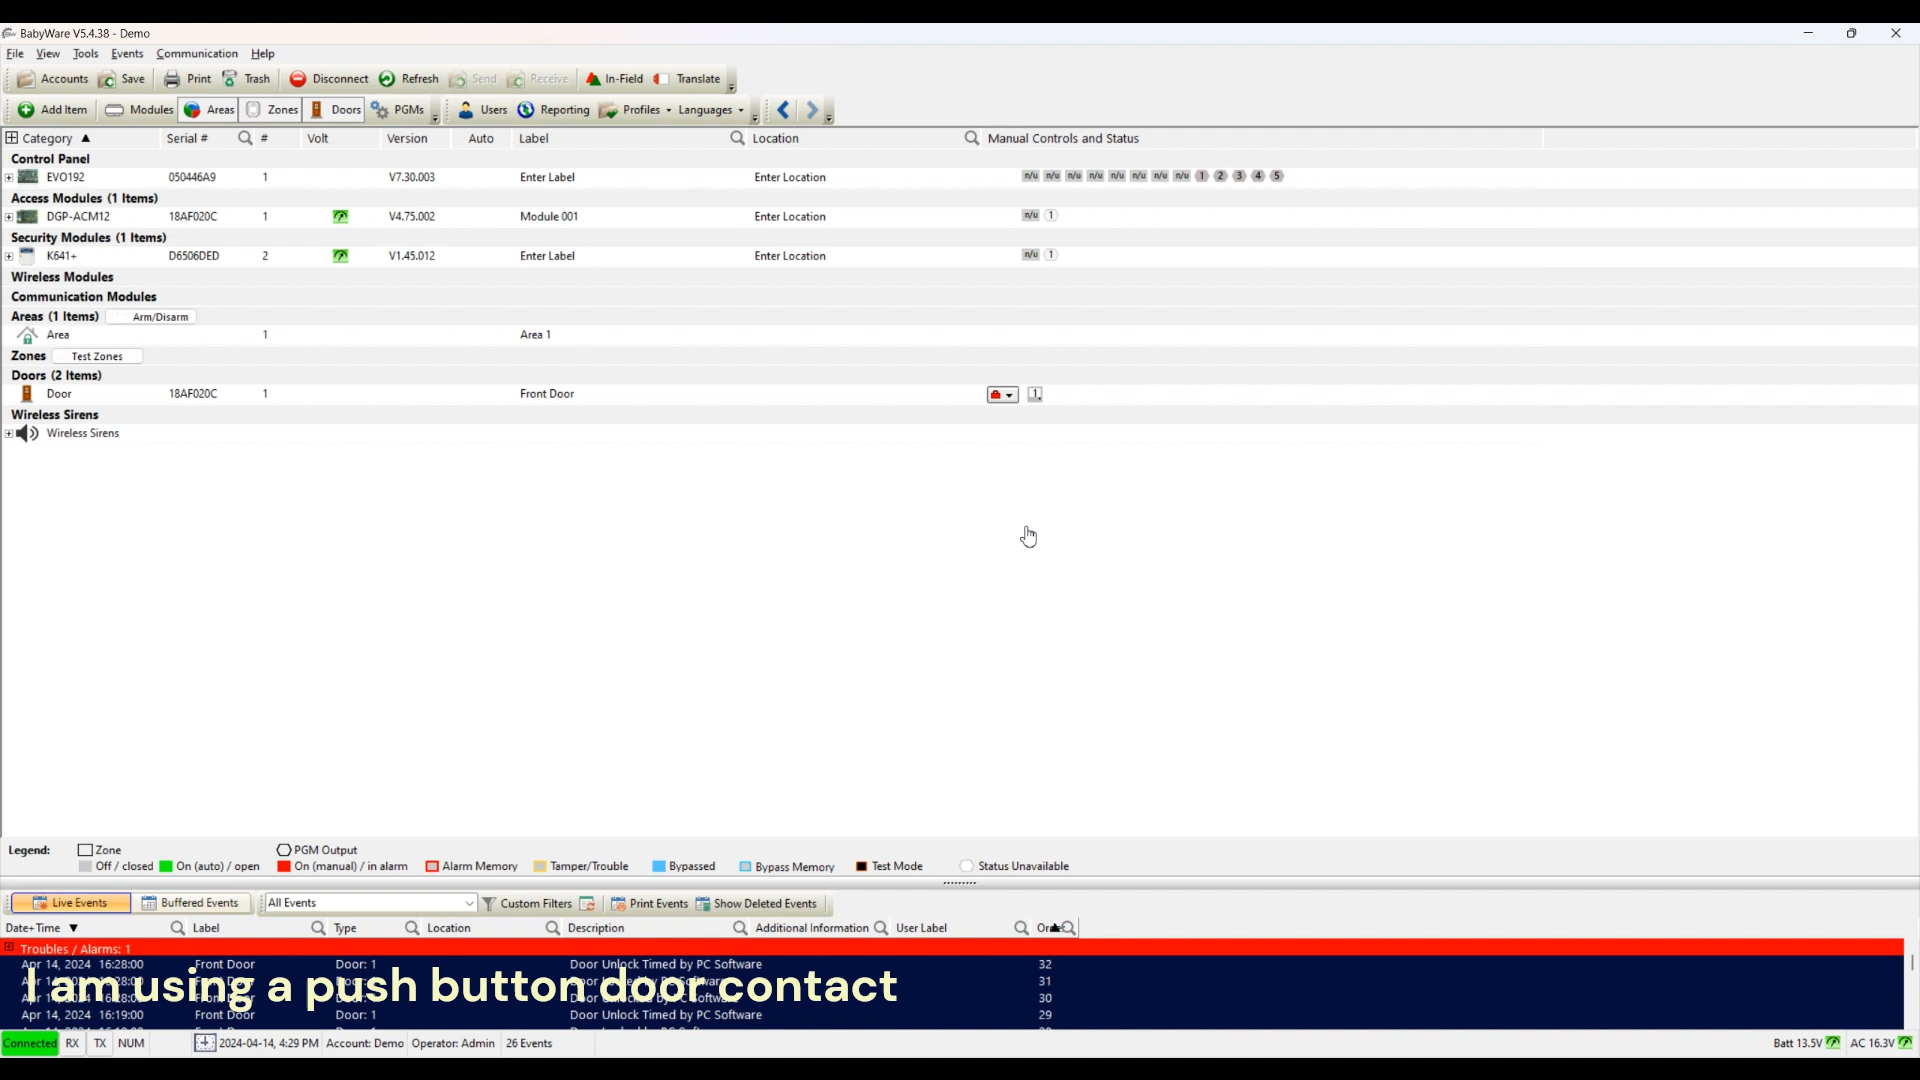 BabyWare V5.4.38 - Demo
File View Tools Events Communication Help
Accounts Save Print Trash Disconnect Refresh Send Receive In-Field Translate
Add Item Modules Areas Zones Doors PGMs Users Reporting Profiles Languages
Category Serial # # Volt Version Auto Label Location Manual Controls and Status
Control Panel
EVO192 050446A9 1 V7.30.003 Enter Label Enter Location n/u n/u n/u n/u n/u n/u n/u n/u 1 2 3 4 5
Access Modules (1 Items)
DGP-ACM12 18AF020C 1 V4.75.002 Module 001 n/u 1
Enter Location
Security Modules (1 Items)
K641+ D6506DED 2 V1.45.012 Enter Label Enter Location n/u 1
Wireless Modules
Communication Modules
Areas (1 Items) Arm/Disarm
Area 1 Area 1
Zones Test Zones
Doors (2 Items)
Door 18AF020C 1 Front Door 1
Wireless Sirens
Wireless Sirens
Legend: Zone PGM Output
Off / closed On (auto) / open On (manual) / in alarm Alarm Memory Tamper/Trouble Bypassed Bypass Memory Test Mode Status Unavailable
Live Events Buffered Events All Events Custom Filters Print Events Show Deleted Events
Date+Time Label Type Location Description Additional Information User Label
Troubles / Alarms: 1
Apr 14, 2024 16:28:00 Front Door Door: 1 Door Unlock Timed by PC Software 32
31
30
I am using a push button door contact
Apr 14, 2024 16:19:00 Front Door Door: 1 Door Unlock Timed by PC Software 29
Connected RX TX NUM 2024-04-14, 4:29 PM Account: Demo Operator: Admin 26 Events Batt 13.5V AC 16.3V